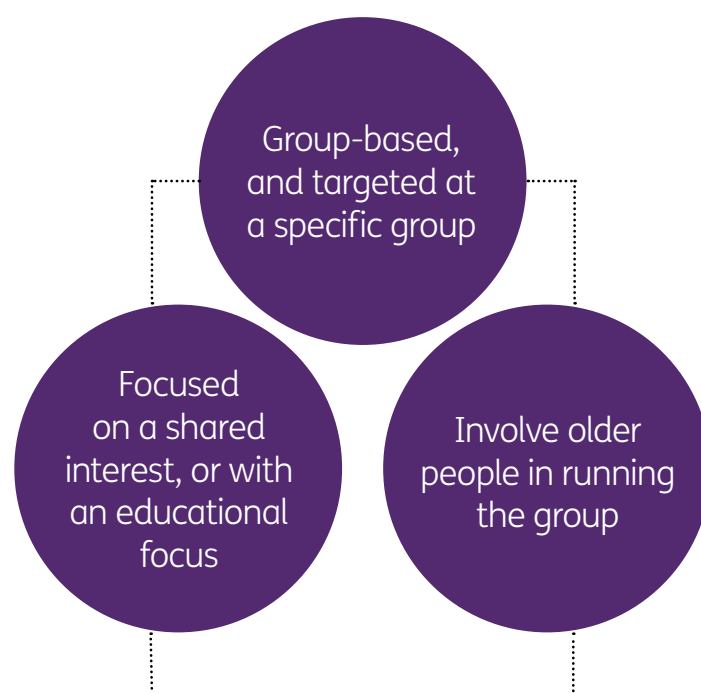 Group-based,
and targeted at
a specific group
Focused
on a shared
interest, or with
an educational
focus
Involve older
people in running
the group